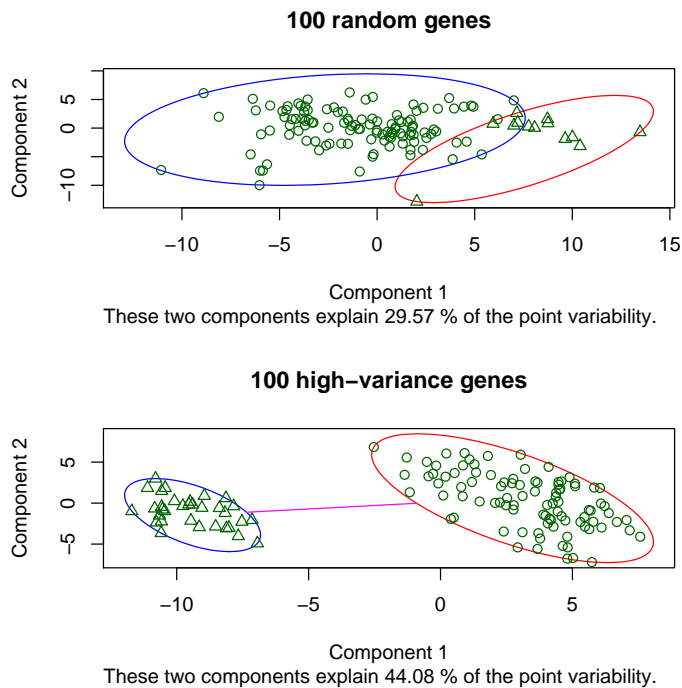 100 random genes
Component 2
5
0
−10
−10
−5
0
5
10
15
Component 1
These two components explain 29.57 % of the point variability.
100 high−variance genes
Component 2
5
0
−5
−10
−5
0
5
Component 1
These two components explain 44.08 % of the point variability.